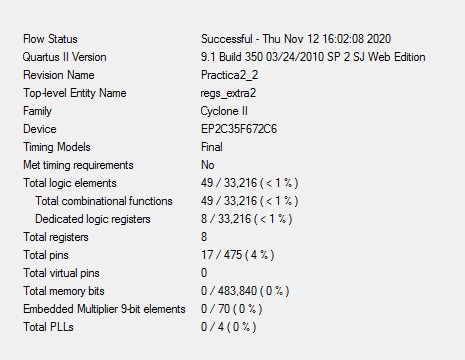 Flow Status Successful - Thu Nov 12 16:02:08 2020
Quartus II Version 9.1 Build 350 03/24/2010 SP 2 SJ Web Edition
Revision Name Practica2_2
Top-level Entity Name regs_extra2
Family Cyclone II
Device EP2C35F672C6
Timing Models Final
Met timing requirements No
Total logic elements 49 / 33,216 ( < 1 % )
Total combinational functions 49 / 33,216 ( < 1 % )
Dedicated logic registers 8 / 33,216 ( < 1 % )
Total registers 8
Total pins 17 / 475 ( 4 % )
Total virtual pins 0
Total memory bits 0 / 483,840 ( 0 % )
Embedded Multiplier 9-bit elements 0 / 70 ( 0 % )
Total PLLs 0 / 4 ( 0 % )